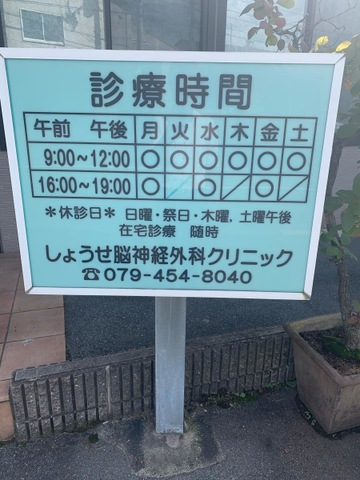 診療時間
午前 午後 月 火 水 木 金 土
9:00~12:00 ○ ○ ○ ○ ○ ○
16:00~19:00 ○ / ○ / ○ /
*休診日* 日曜・祭日・木曜,土曜午後
在宅診療 随時
しょうせ脳神経外科クリニック
☎079-454-8040